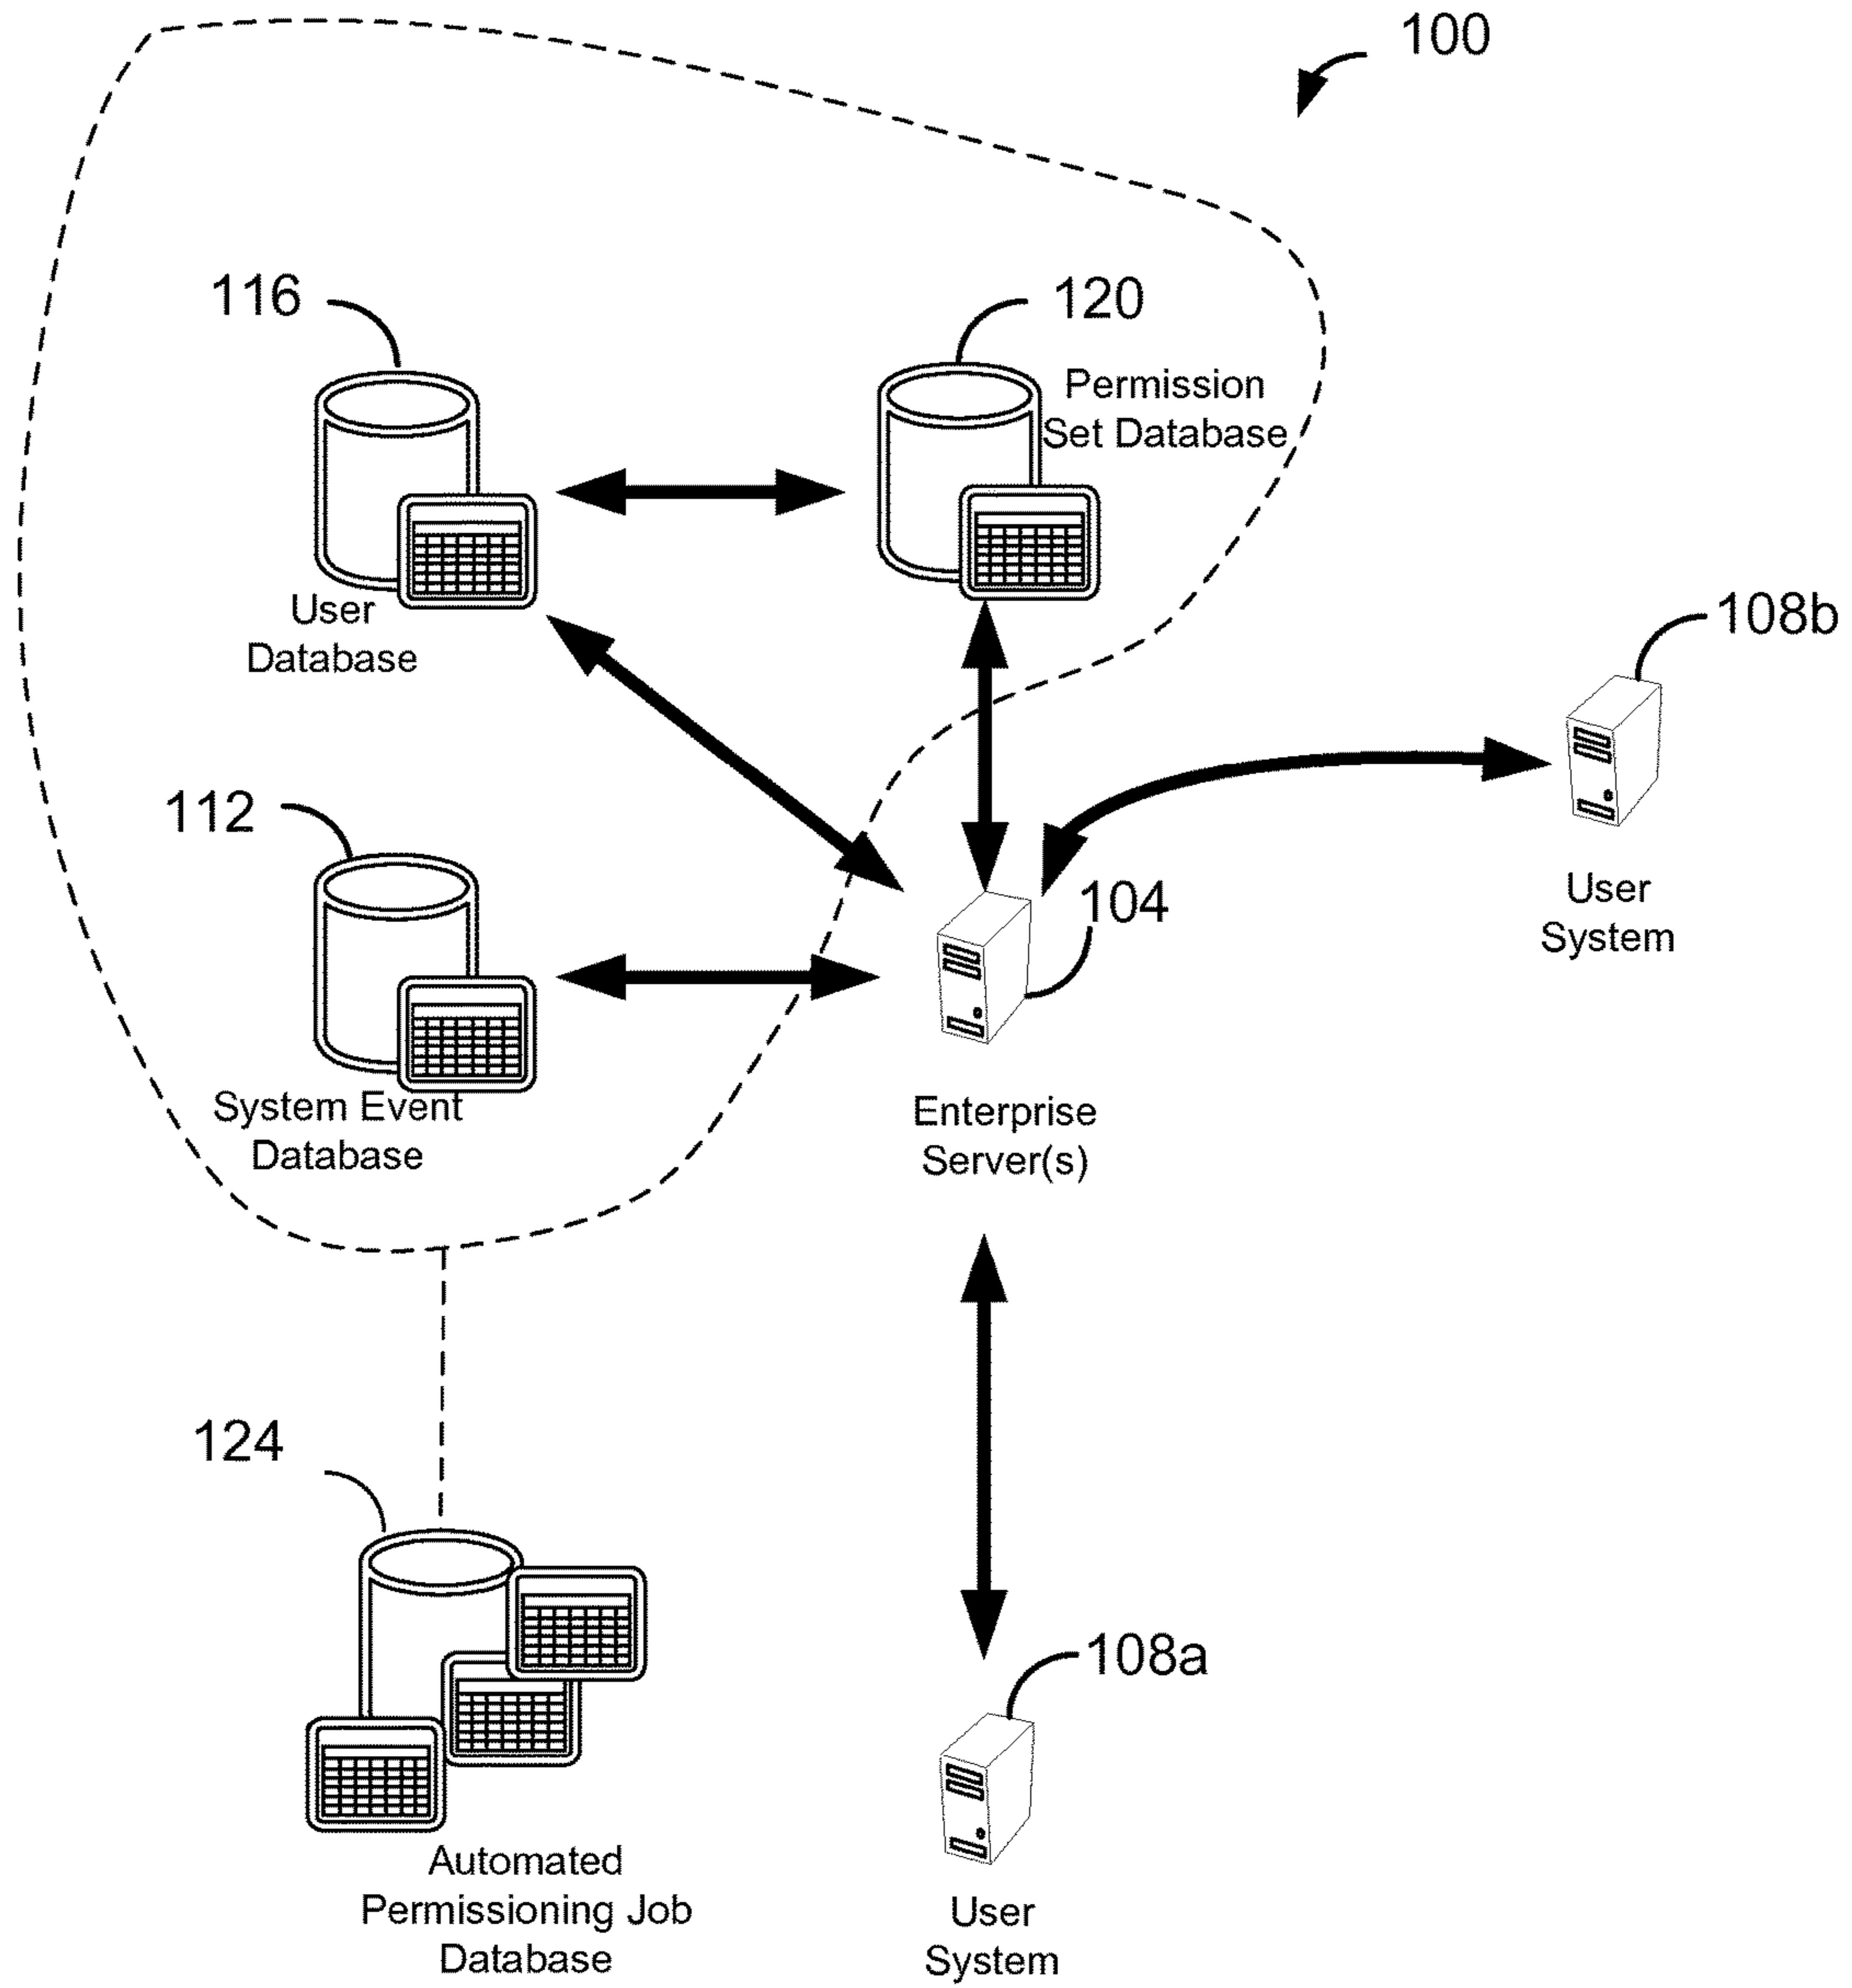 100
116
120
Permission
Set Database
User
Database
108b
User
System
112
104
System Event
Database
Enterprise
Server(s)
124
108a
Automated
Permissioning Job
Database
User
System